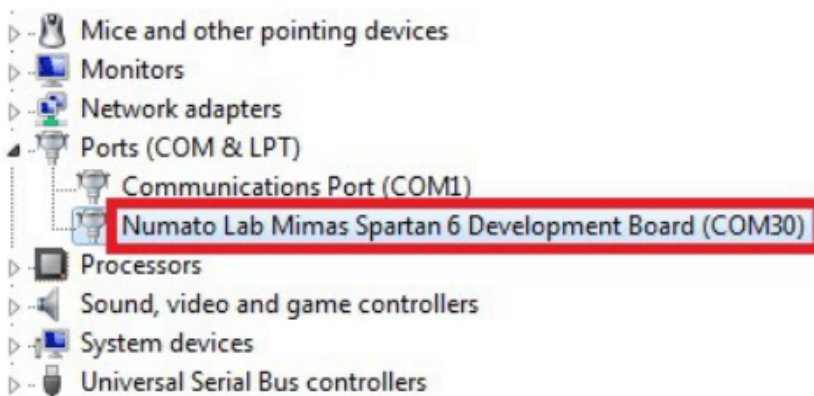 Mice and other pointing devices
Monitors
Network adapters
Ports (COM & LPT)
Communications Port (COM1)
Numato Lab Mimas Spartan 6 Development Board (COM30)
Processors
Sound, video and game controllers
System devices
Universal Serial Bus controllers